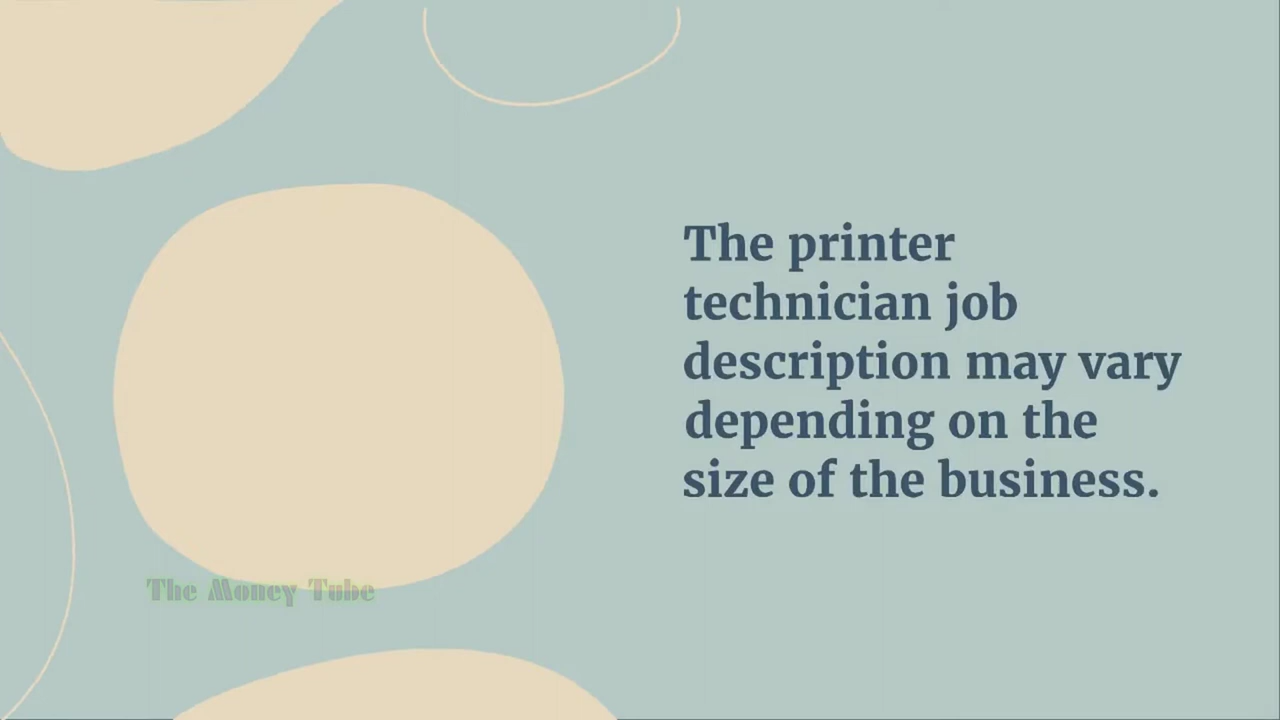 The printer
technician job
description may vary
depending on the
size of the business.
The Money Tube